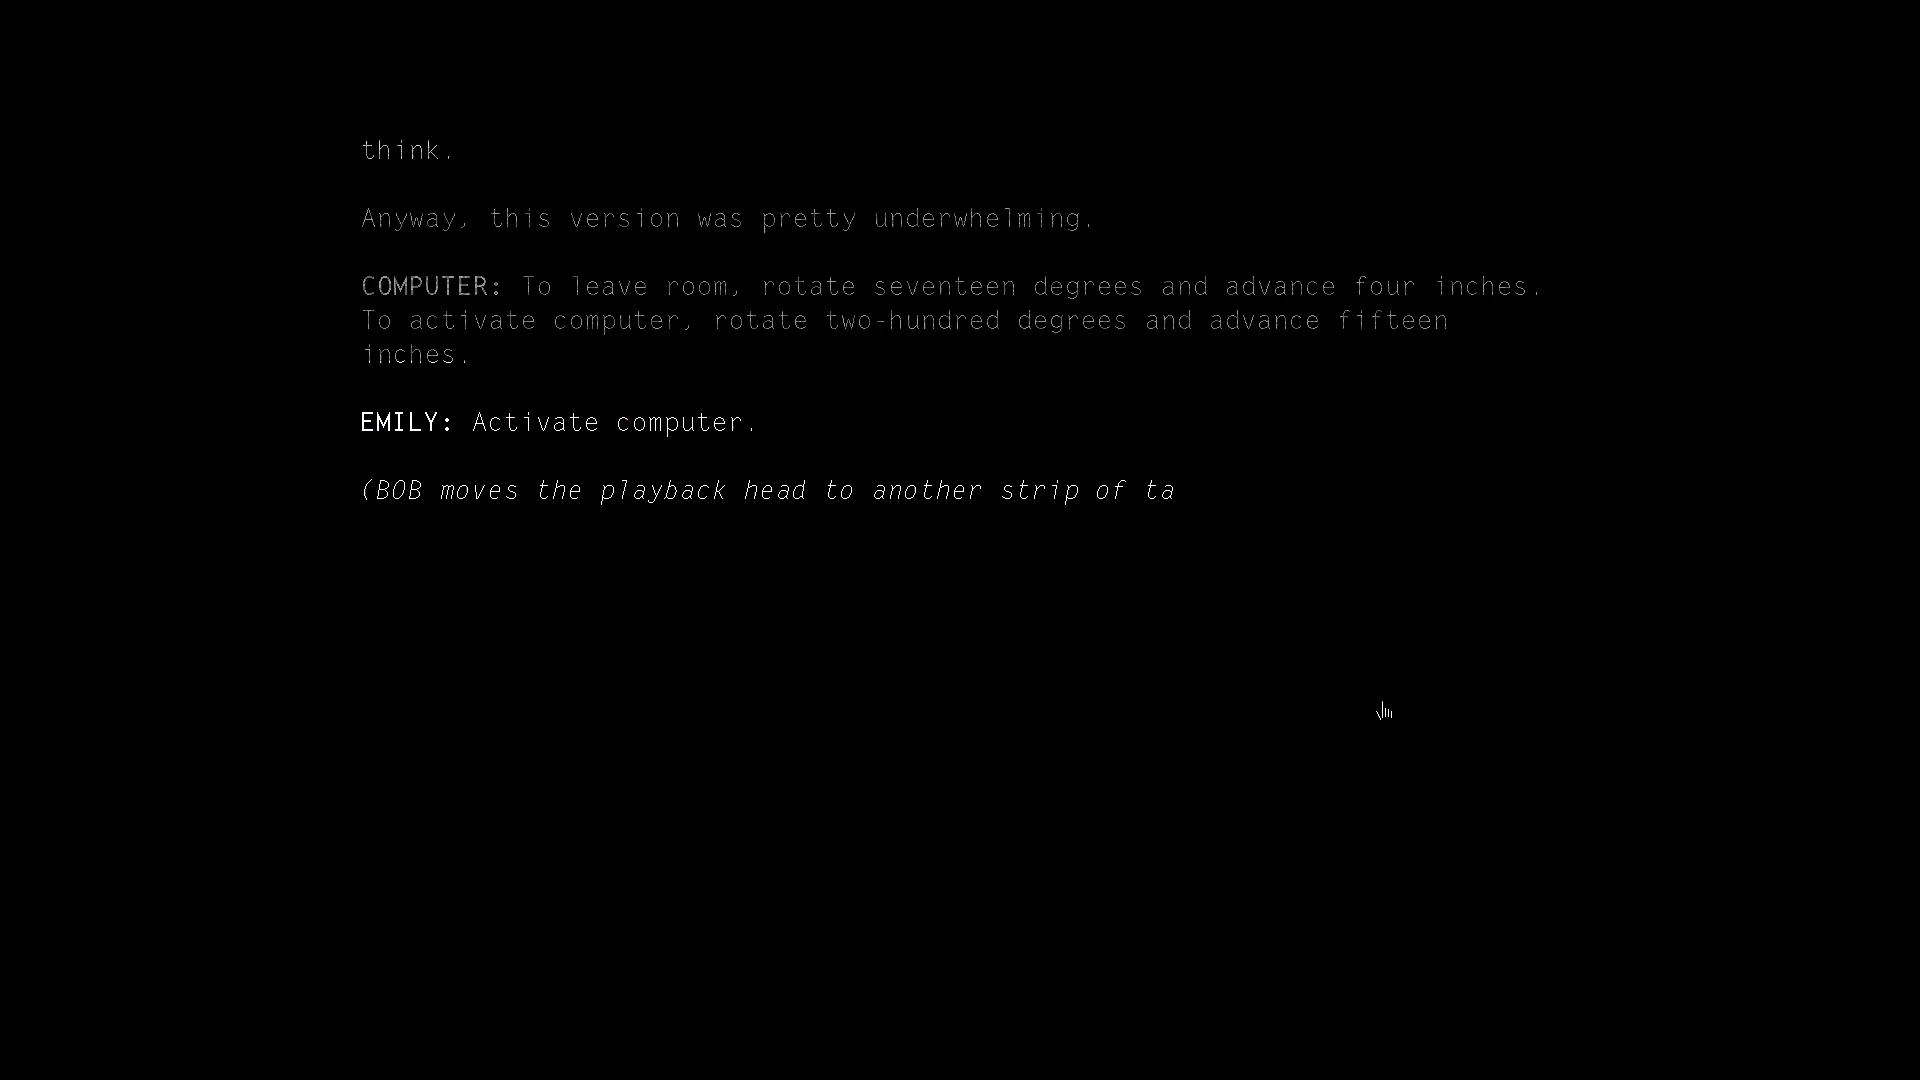 think.
Anyway, this version was pretty underwhelming.
COMPUTER: To leave room, rotate seventeen degrees and advance four inches.
To activate computer, rotate two-hundred degrees and advance fifteen
inches.
EMILY: Activate computer.
(BOB moves the playback head to another strip of ta